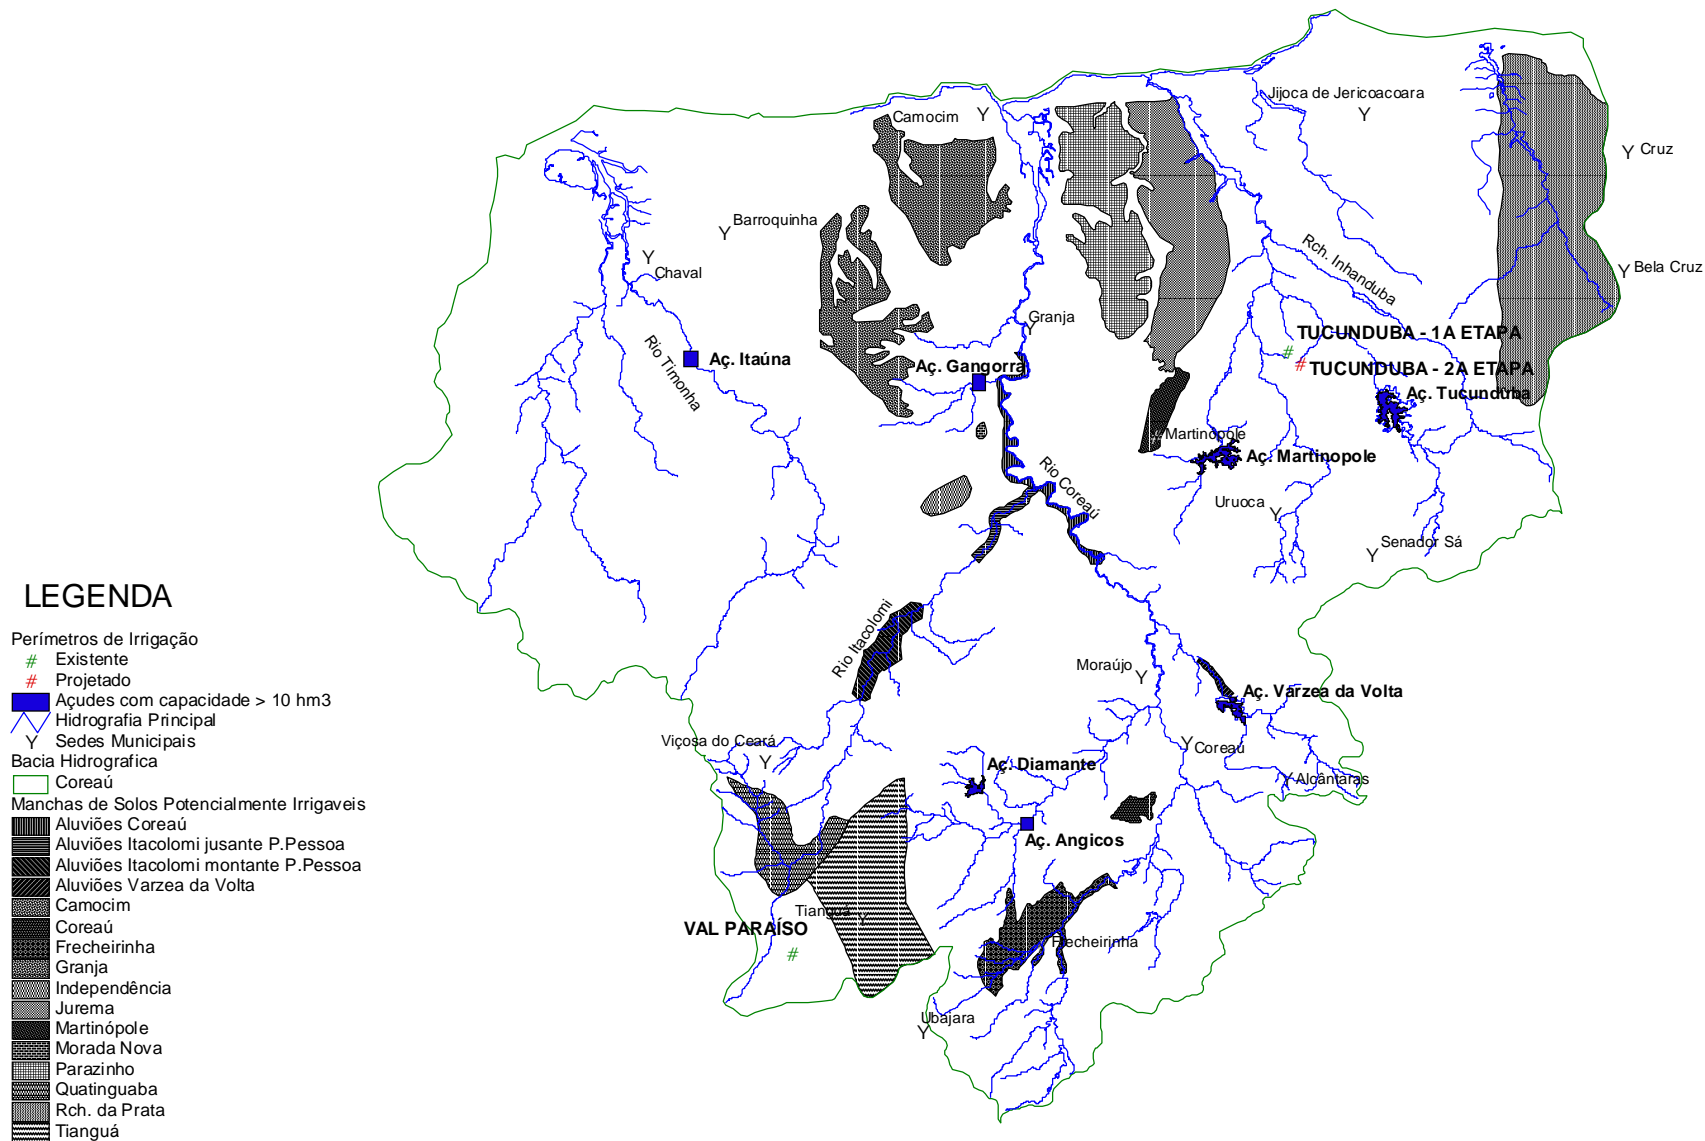 Jijoca de Jericoacoara
Camocim
Cruz
Barroquinha
Rch. Inhanduba
Chaval
Bela Cruz
Granja
TUCUNDUBA - 1A ETAPA
Rio Timonha
Aç. Itaúna
Aç. Gangorra
TUCUNDUBA - 2A ETAPA
Aç. Tucunduba
Martinopole
Aç. Martinopole
Rio Coreaú
Uruoca
Senador Sá
LEGENDA
Rio Itacolomi
Perímetros de Irrigação
Existente
Projetado
Açudes com capacidade > 10 hm3
Hidrografia Principal
Sedes Municipais
Bacia Hidrografica
Coreaú
Manchas de Solos Potencialmente Irrigaveis
Aluviões Coreaú
Aluviões Itacolomi jusante P.Pessoa
Aluviões Itacolomi montante P.Pessoa
Aluviões Varzea da Volta
Camocim
Coreaú
Frecheirinha
Granja
Independência
Jurema
Martinópole
Morada Nova
Parazinho
Quatinguaba
Rch. da Prata
Tianguá
Moraújo
Aç. Várzea da Volta
Viçosa do Ceará
Coreaú
Aç. Diamante
Alcântaras
Aç. Angicos
Tianguá
VAL PARAÍSO
Frecheirinha
Ubajara